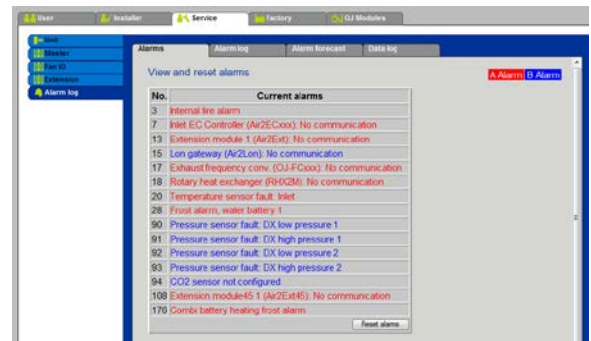 User Installer Service Factory OJ Modules
Unit
Master
Fan IO
Extension
Alarm log
Alarms Alarm log Alarm forecast Data log
View and reset alarms
A Alarm B Alarm
No. Current alarms
3 Internal fire alarm
7 Inlet EC Controller (Air2ECxxx): No communication
13 Extension module 1 (Air2Ext): No communication
15 Lon gateway (Air2Lon): No communication
17 Exhaust frequency conv. (OJ-FCxxx): No communication
18 Rotary heat exchanger (RHX2M): No communication
20 Temperature sensor fault: Inlet
28 Frost alarm, water battery 1
90 Pressure sensor fault: DX low pressure 1
91 Pressure sensor fault: DX high pressure 1
92 Pressure sensor fault: DX low pressure 2
93 Pressure sensor fault: DX high pressure 2
94 CO2 sensor not configured
108 Extension module45 1 (Air2Ext45): No communication
170 Combi battery heating frost alarm
Reset alarms